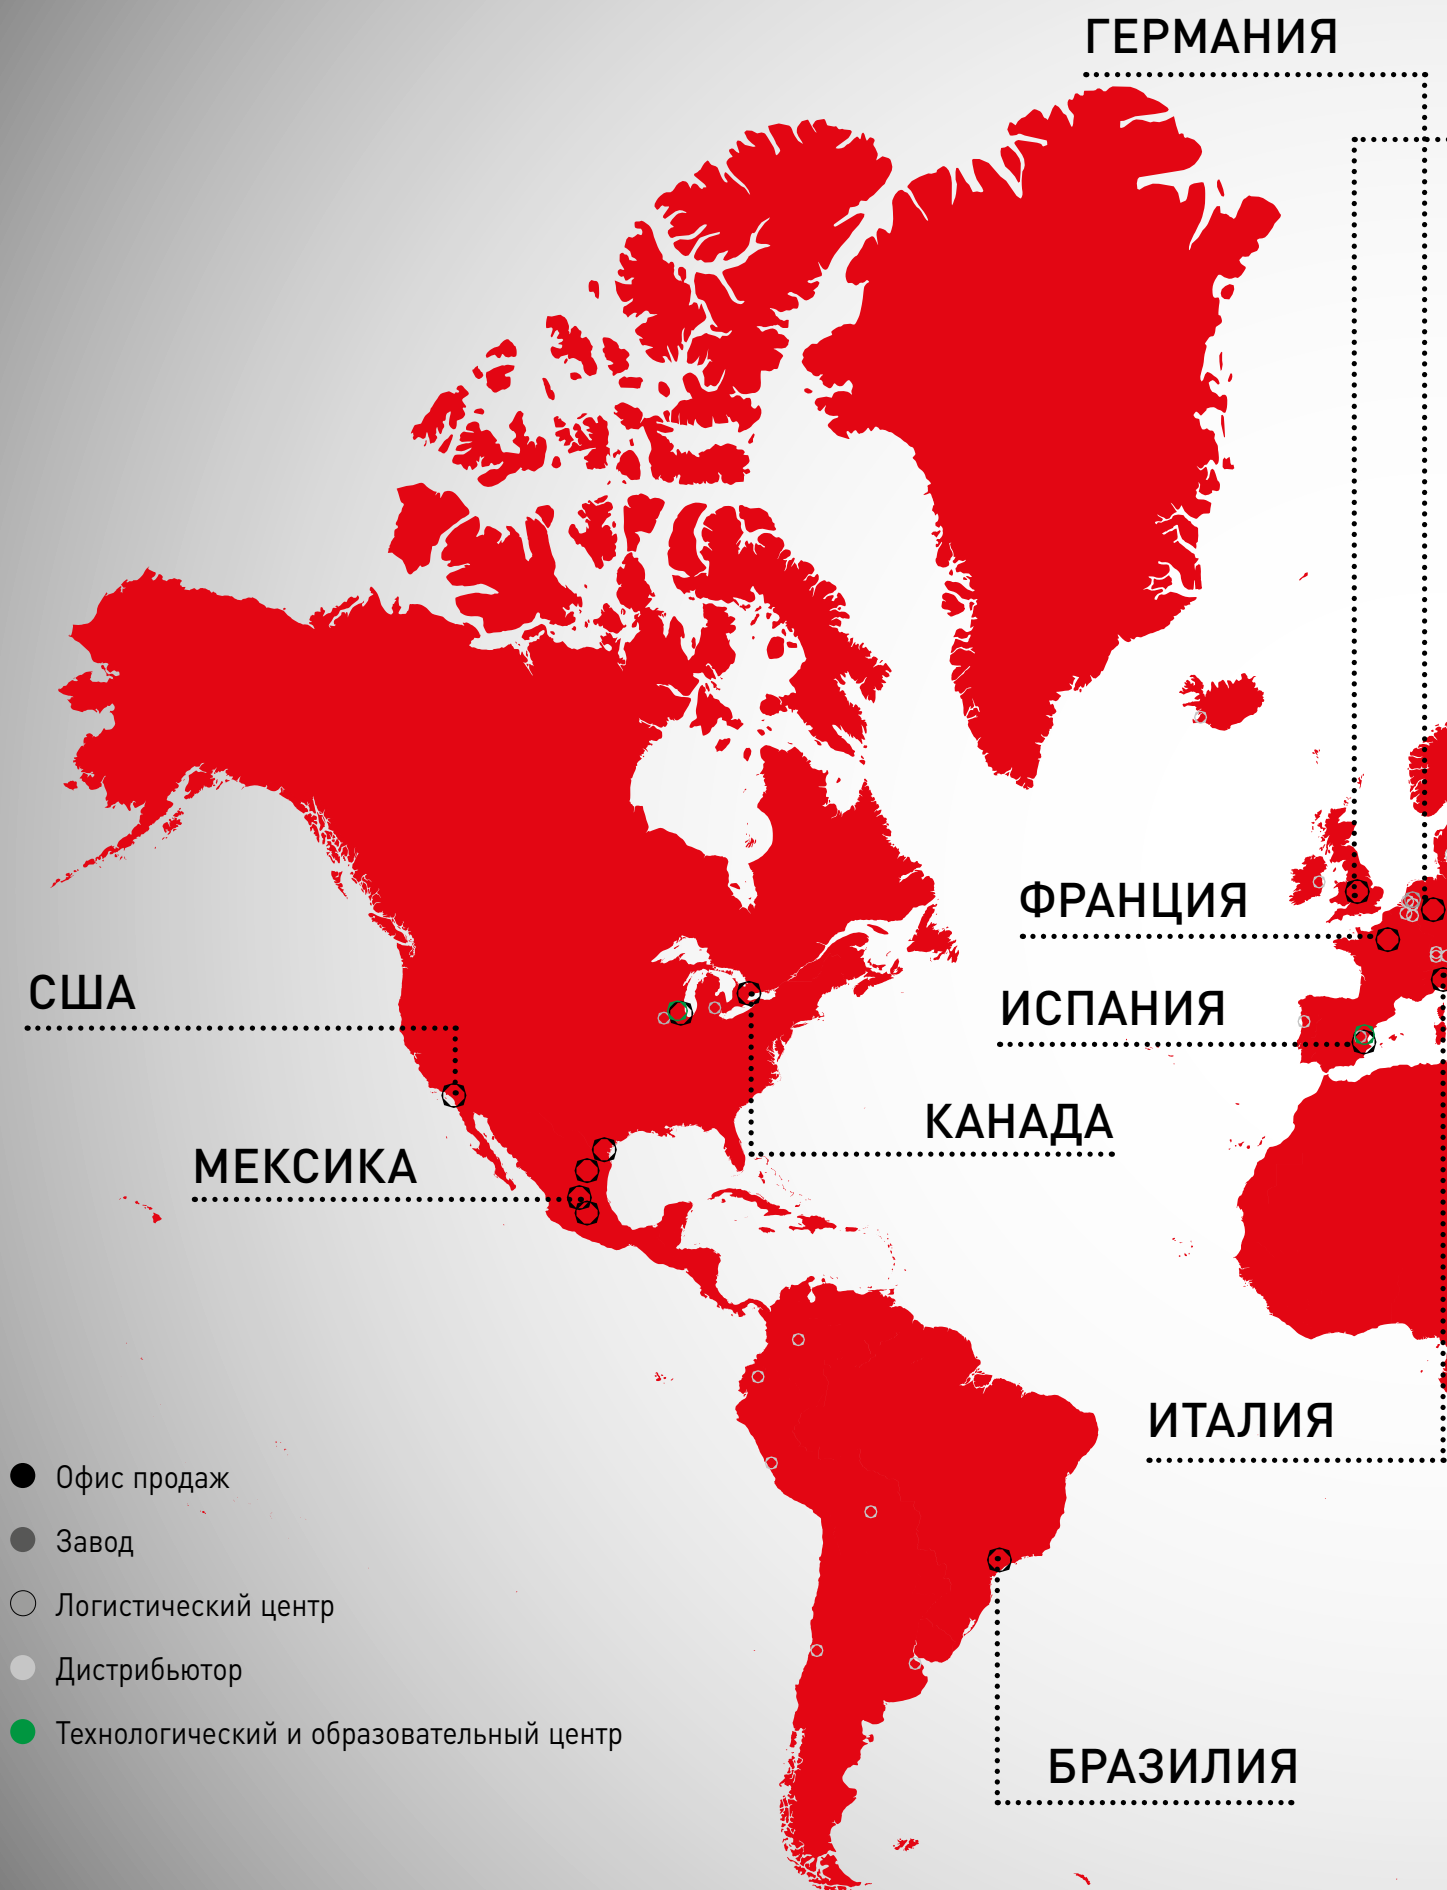 ГЕРМАНИЯ
ФРАНЦИЯ
США
ИСПАНИЯ
КАНАДА
МЕКСИКА
ИТАЛИЯ
Офис продаж
Завод
Логистический центр
Дистрибьютор
Технологический и образовательный центр
БРАЗИЛИЯ